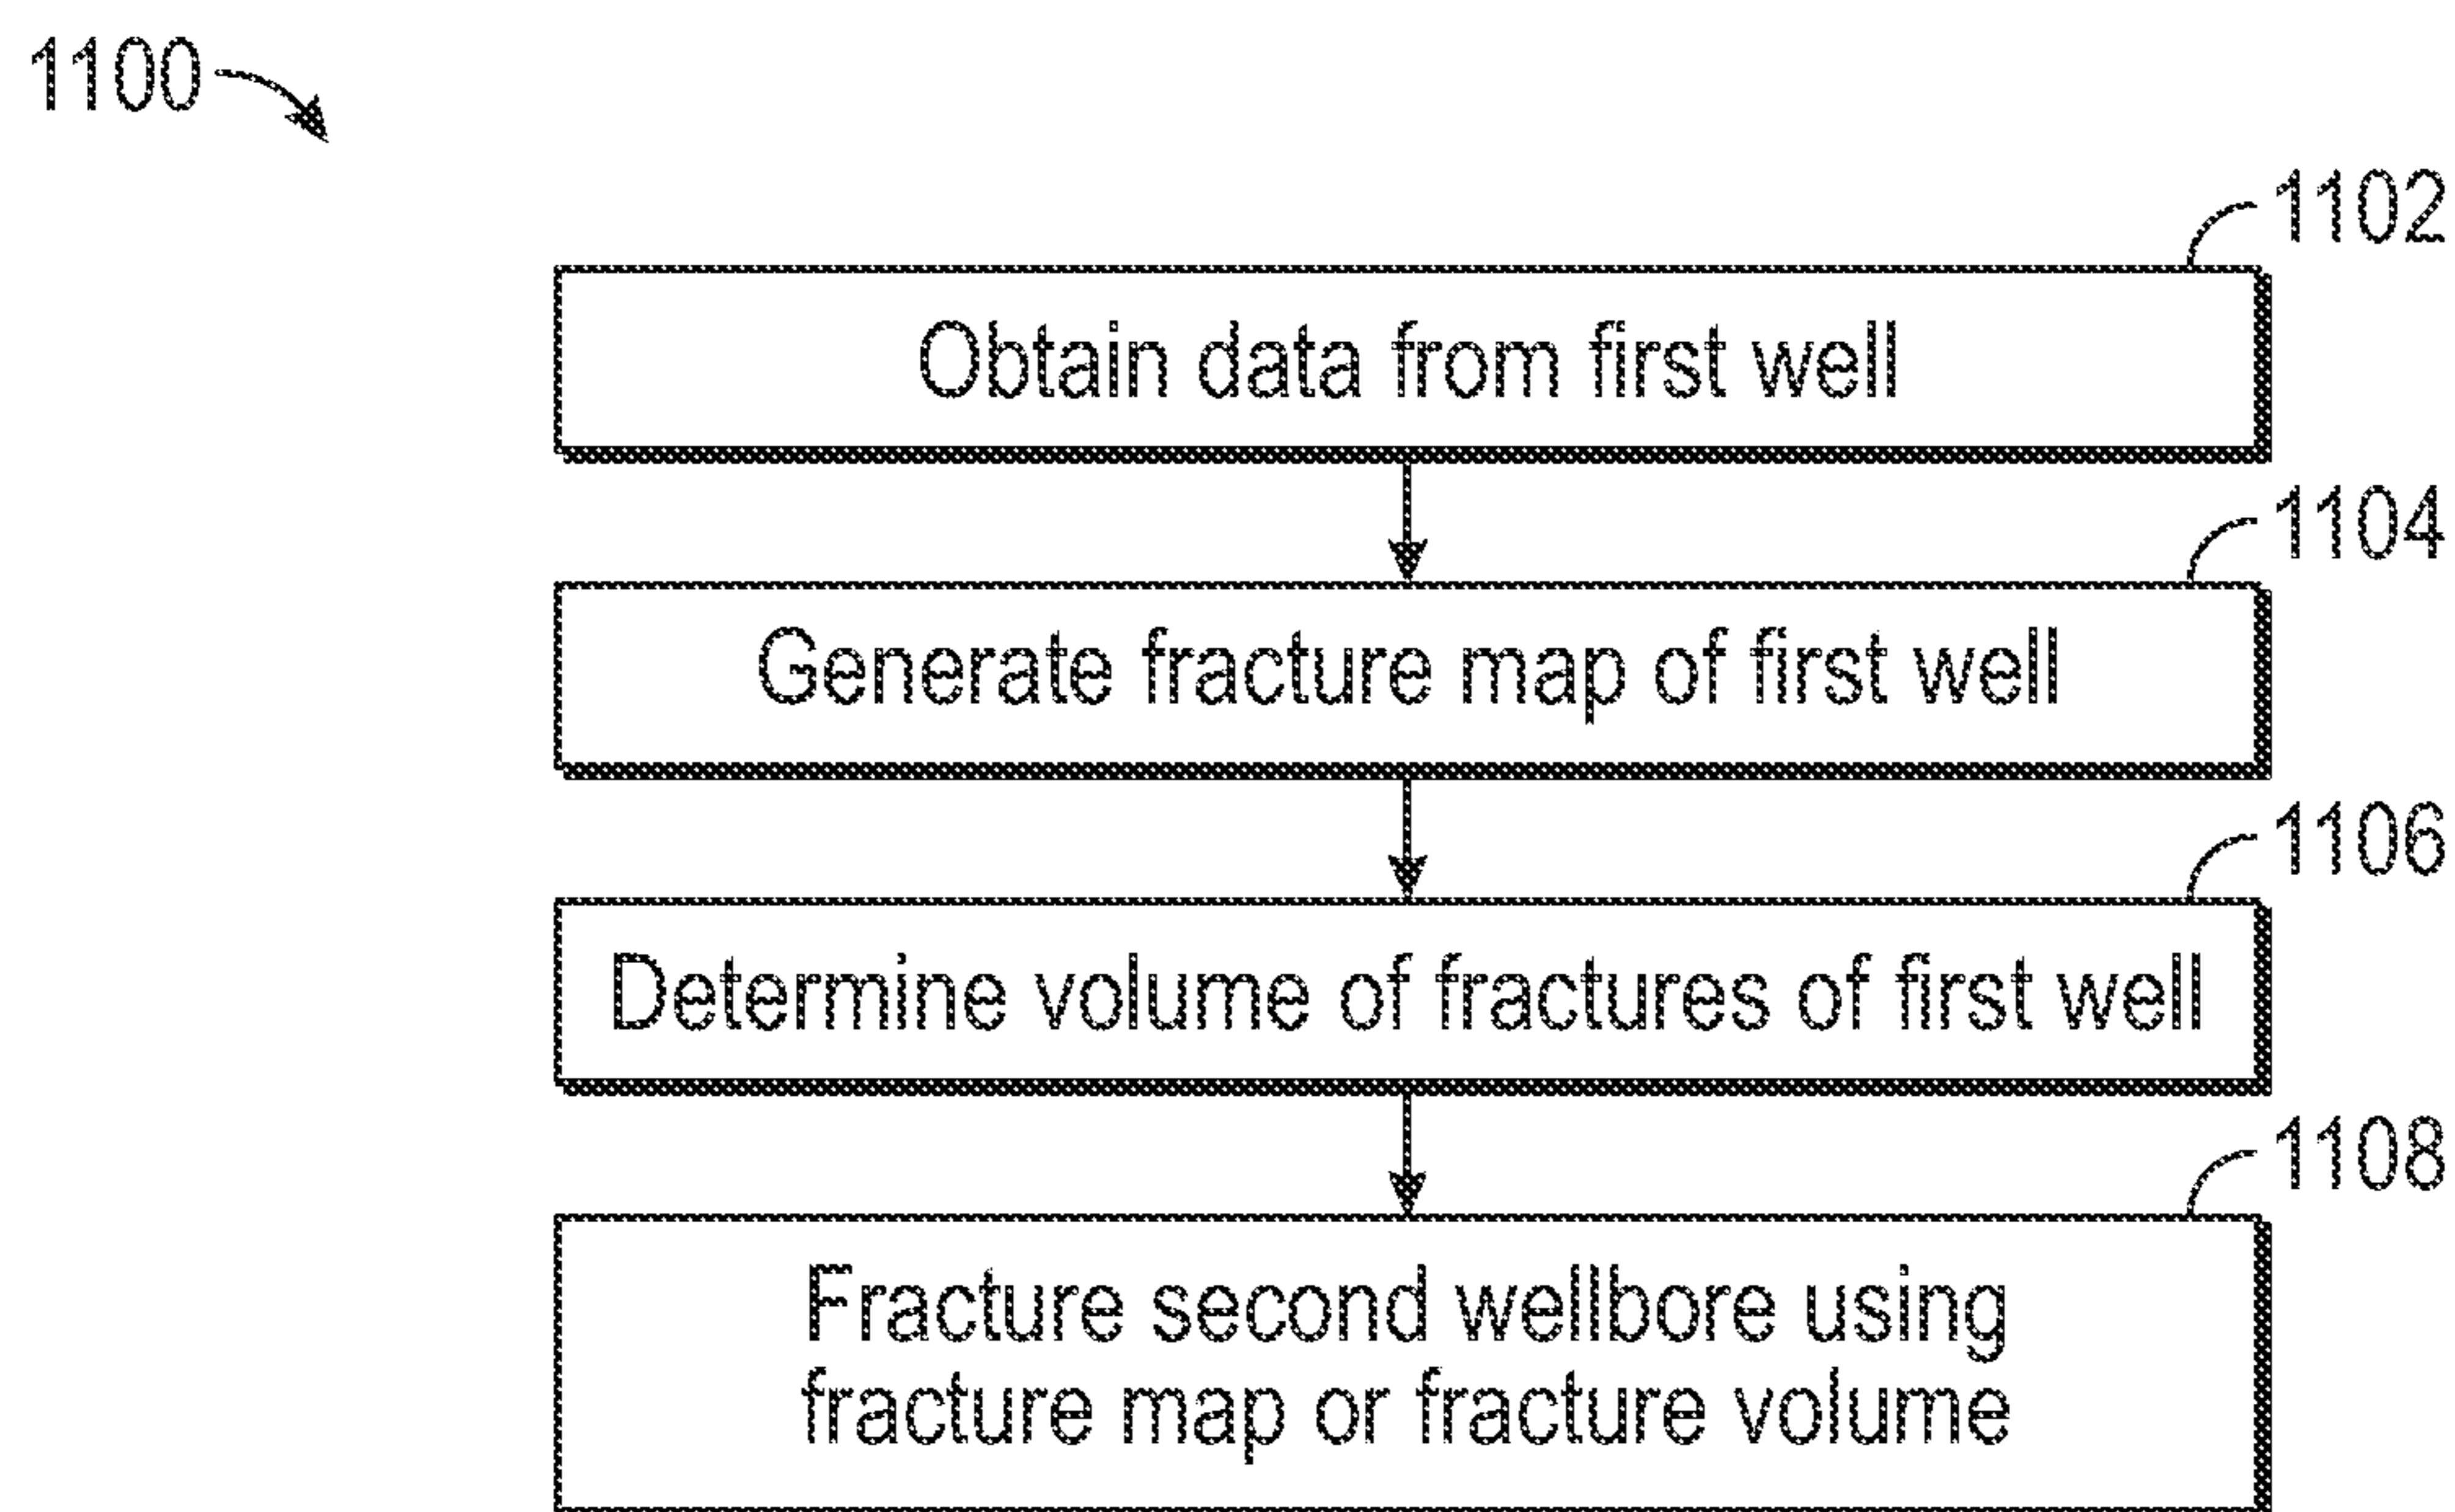 1100
1102
Obtain data from first well
1104
Generate fracture map of first well
1106
Determine volume of fractures of first well
1108
Fracture second wellbore using
fracture map or fracture volume